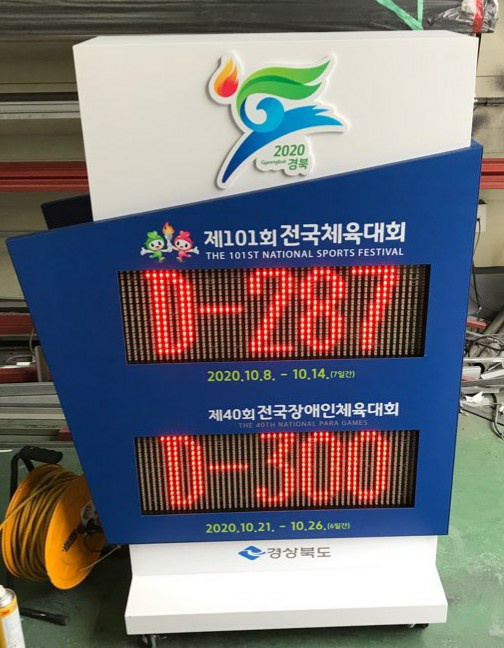 2020
Gyeongbuk
경북
제101회 전국체육대회
THE 101ST NATIONAL SPORTS FESTIVAL
D-287
2020.10.8. - 10.14.(7일간)
제40회 전국장애인체육대회
THE 40TH NATIONAL PARA GAMES
D-300
2020.10.21. - 10.26.(6일간)
경상북도